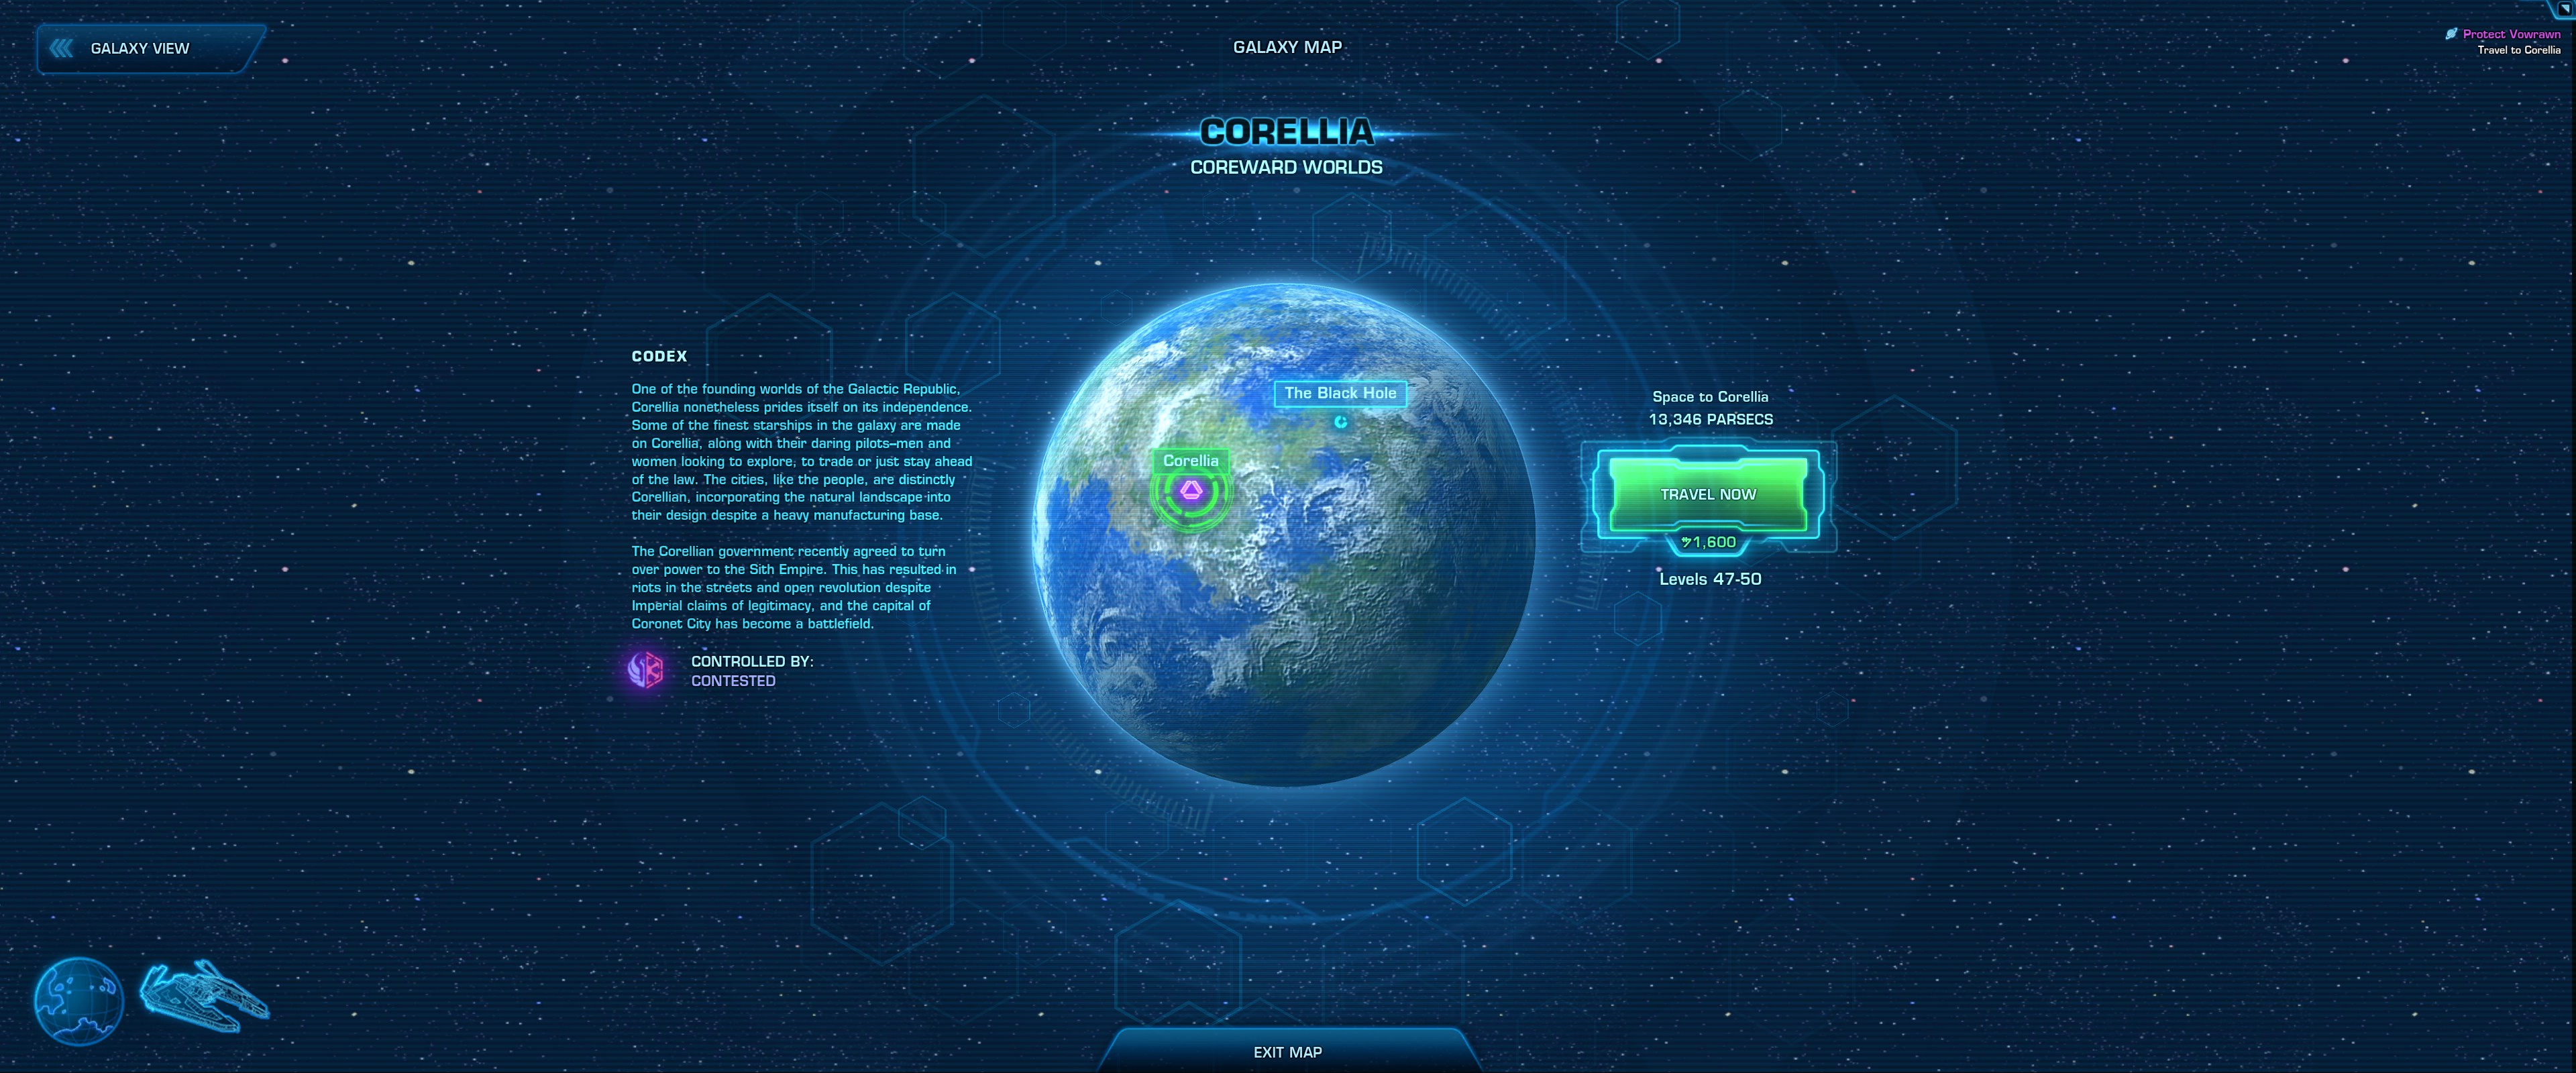 GALAXY VIEW
GALAXY MAP
Protect Vowrawn
Travel to Corellia
CORELLIA
COREWARD WORLDS
CODEX
One of the founding worlds of the Galactic Republic,
Corellia nonetheless prides itself on its independence.
Some of the finest starships in the galaxy are made
on Corellia, along with their daring pilots—men and
women looking to explore, to trade or just stay ahead
of the law. The cities, like the people, are distinctly
Corellian, incorporating the natural landscape into
their design despite a heavy manufacturing base.
The Corellian government recently agreed to turn
over power to the Sith Empire. This has resulted in
riots in the streets and open revolution despite
Imperial claims of legitimacy, and the capital of
Coronet City has become a battlefield.
CONTROLLED BY:
CONTESTED
The Black Hole
Corellia
Space to Corellia
13,346 PARSECS
TRAVEL NOW
1,600
Levels 47-50
EXIT MAP